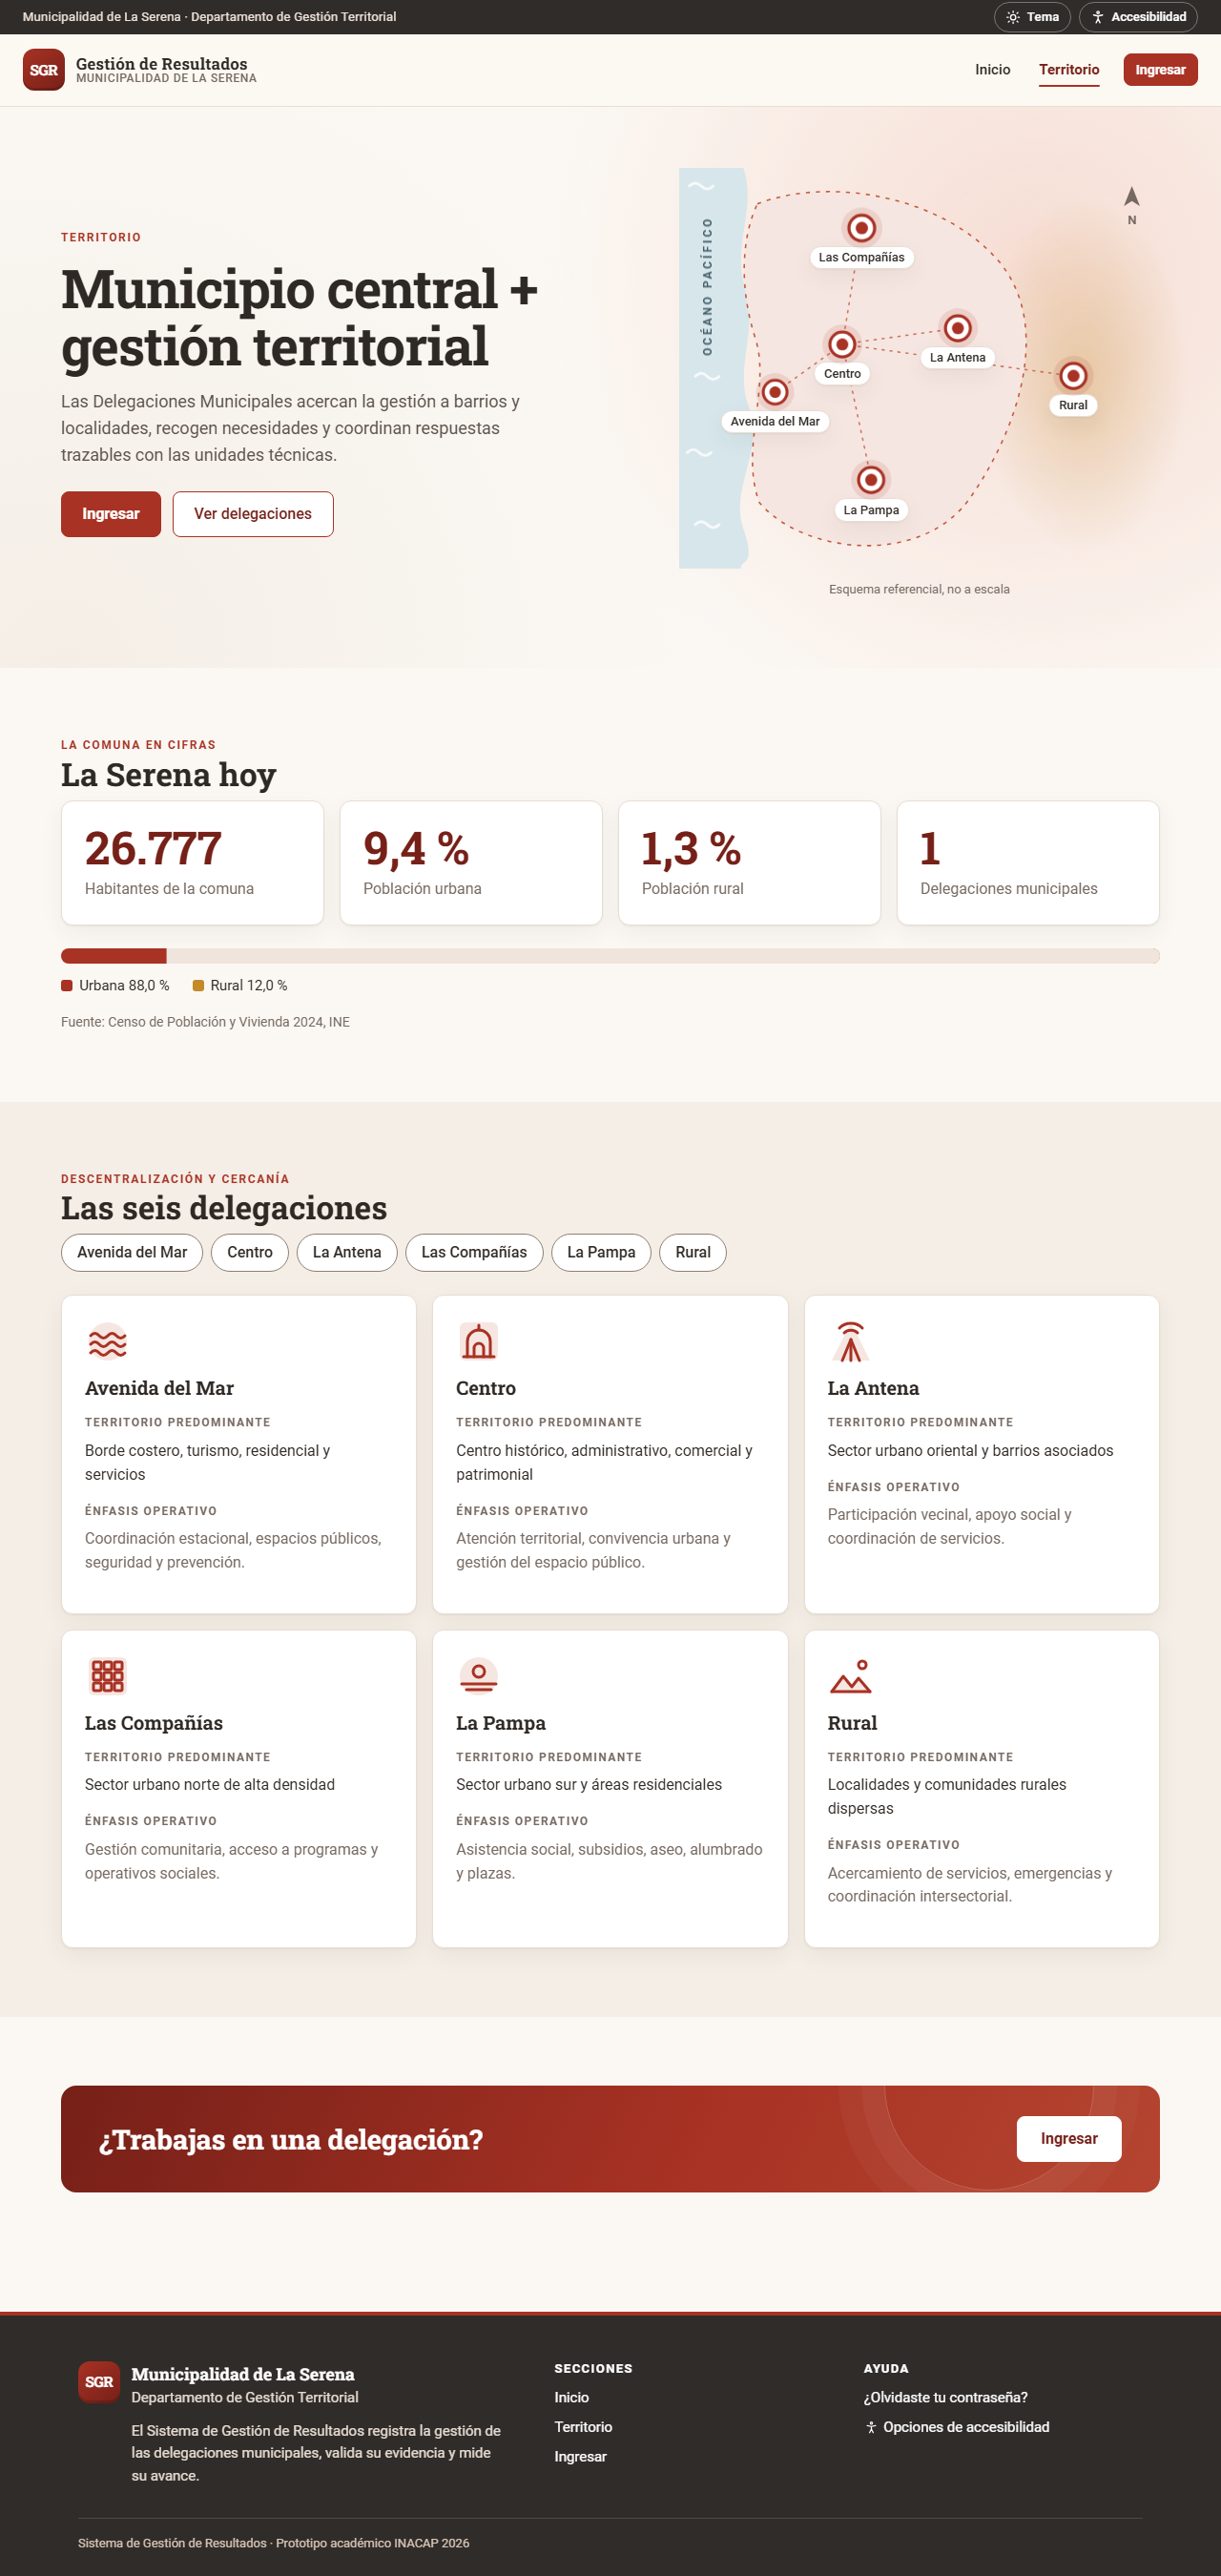 Municipalidad de La Serena · Departamento de Gestión Territorial
Tema
Accesibilidad
SGR
Gestión de Resultados
MUNICIPALIDAD DE LA SERENA
Inicio
Territorio
Ingresar
TERRITORIO
Municipio central +
gestión territorial
Las Delegaciones Municipales acercan la gestión a barrios y
localidades, recogen necesidades y coordinan respuestas
trazables con las unidades técnicas.
Ingresar
Ver delegaciones
OCÉANO PACÍFICO
N
Las Compañías
La Antena
Centro
Rural
Avenida del Mar
La Pampa
Esquema referencial, no a escala
LA COMUNA EN CIFRAS
La Serena hoy
26.777
Habitantes de la comuna
9,4 %
Población urbana
1,3 %
Población rural
1
Delegaciones municipales
Urbana 88,0 %
Rural 12,0 %
Fuente: Censo de Población y Vivienda 2024, INE
DESCENTRALIZACIÓN Y CERCANÍA
Las seis delegaciones
Avenida del Mar
Centro
La Antena
Las Compañías
La Pampa
Rural
Avenida del Mar
TERRITORIO PREDOMINANTE
Borde costero, turismo, residencial y
servicios
ÉNFASIS OPERATIVO
Coordinación estacional, espacios públicos,
seguridad y prevención.
Centro
TERRITORIO PREDOMINANTE
Centro histórico, administrativo, comercial y
patrimonial
ÉNFASIS OPERATIVO
Atención territorial, convivencia urbana y
gestión del espacio público.
La Antena
TERRITORIO PREDOMINANTE
Sector urbano oriental y barrios asociados
ÉNFASIS OPERATIVO
Participación vecinal, apoyo social y
coordinación de servicios.
Las Compañías
TERRITORIO PREDOMINANTE
Sector urbano norte de alta densidad
ÉNFASIS OPERATIVO
Gestión comunitaria, acceso a programas y
operativos sociales.
La Pampa
TERRITORIO PREDOMINANTE
Sector urbano sur y áreas residenciales
ÉNFASIS OPERATIVO
Asistencia social, subsidios, aseo, alumbrado
y plazas.
Rural
TERRITORIO PREDOMINANTE
Localidades y comunidades rurales
dispersas
ÉNFASIS OPERATIVO
Acercamiento de servicios, emergencias y
coordinación intersectorial.
¿Trabajas en una delegación?
Ingresar
SGR
Municipalidad de La Serena
Departamento de Gestión Territorial
El Sistema de Gestión de Resultados registra la gestión de
las delegaciones municipales, valida su evidencia y mide
su avance.
SECCIONES
Inicio
Territorio
Ingresar
AYUDA
¿Olvidaste tu contraseña?
Opciones de accesibilidad
Sistema de Gestión de Resultados · Prototipo académico INACAP 2026